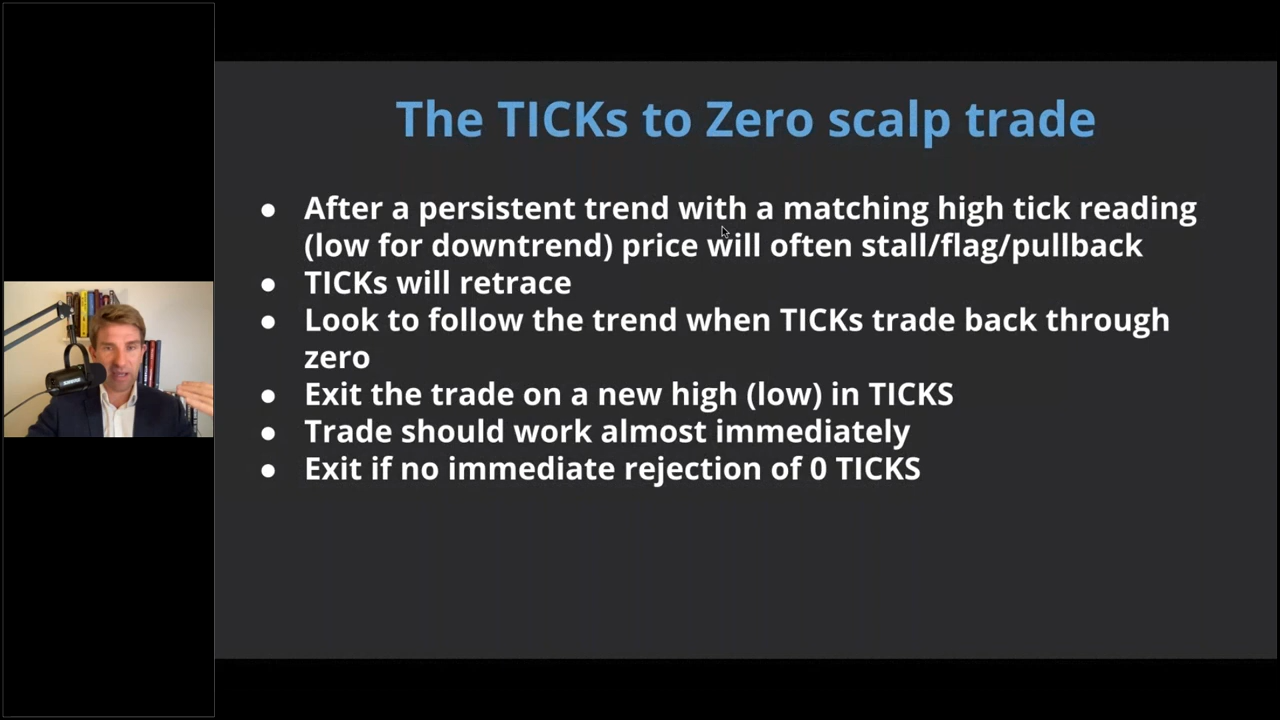 The TICKs to Zero scalp trade
● After a persistent trend with a matching high tick reading
(low for downtrend) price will often stall/flag/pullback
● TICKs will retrace
● Look to follow the trend when TICKs trade back through
zero
● Exit the trade on a new high (low) in TICKS
● Trade should work almost immediately
● Exit if no immediate rejection of 0 TICKS